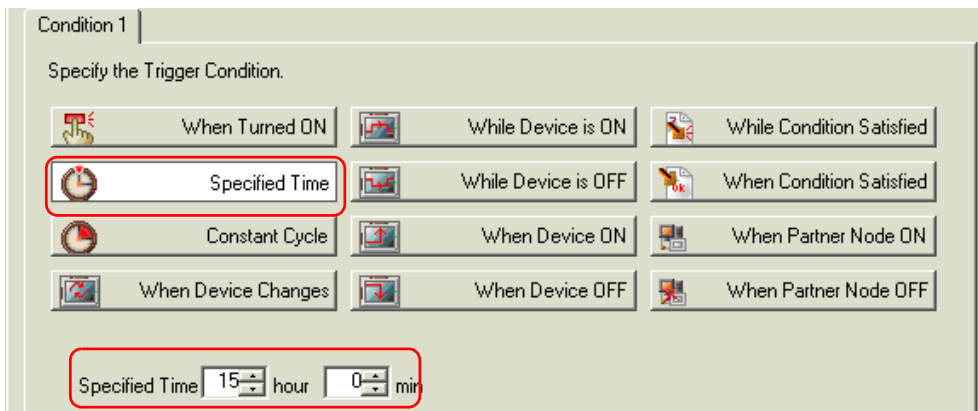 Condition 1
Specify the Trigger Condition.
When Turned ON While Device is ON While Condition Satisfied
Specified Time While Device is OFF When Condition Satisfied
Constant Cycle When Device ON When Partner Node ON
When Device Changes When Device OFF When Partner Node OFF
Specified Time 15 hour 0 min